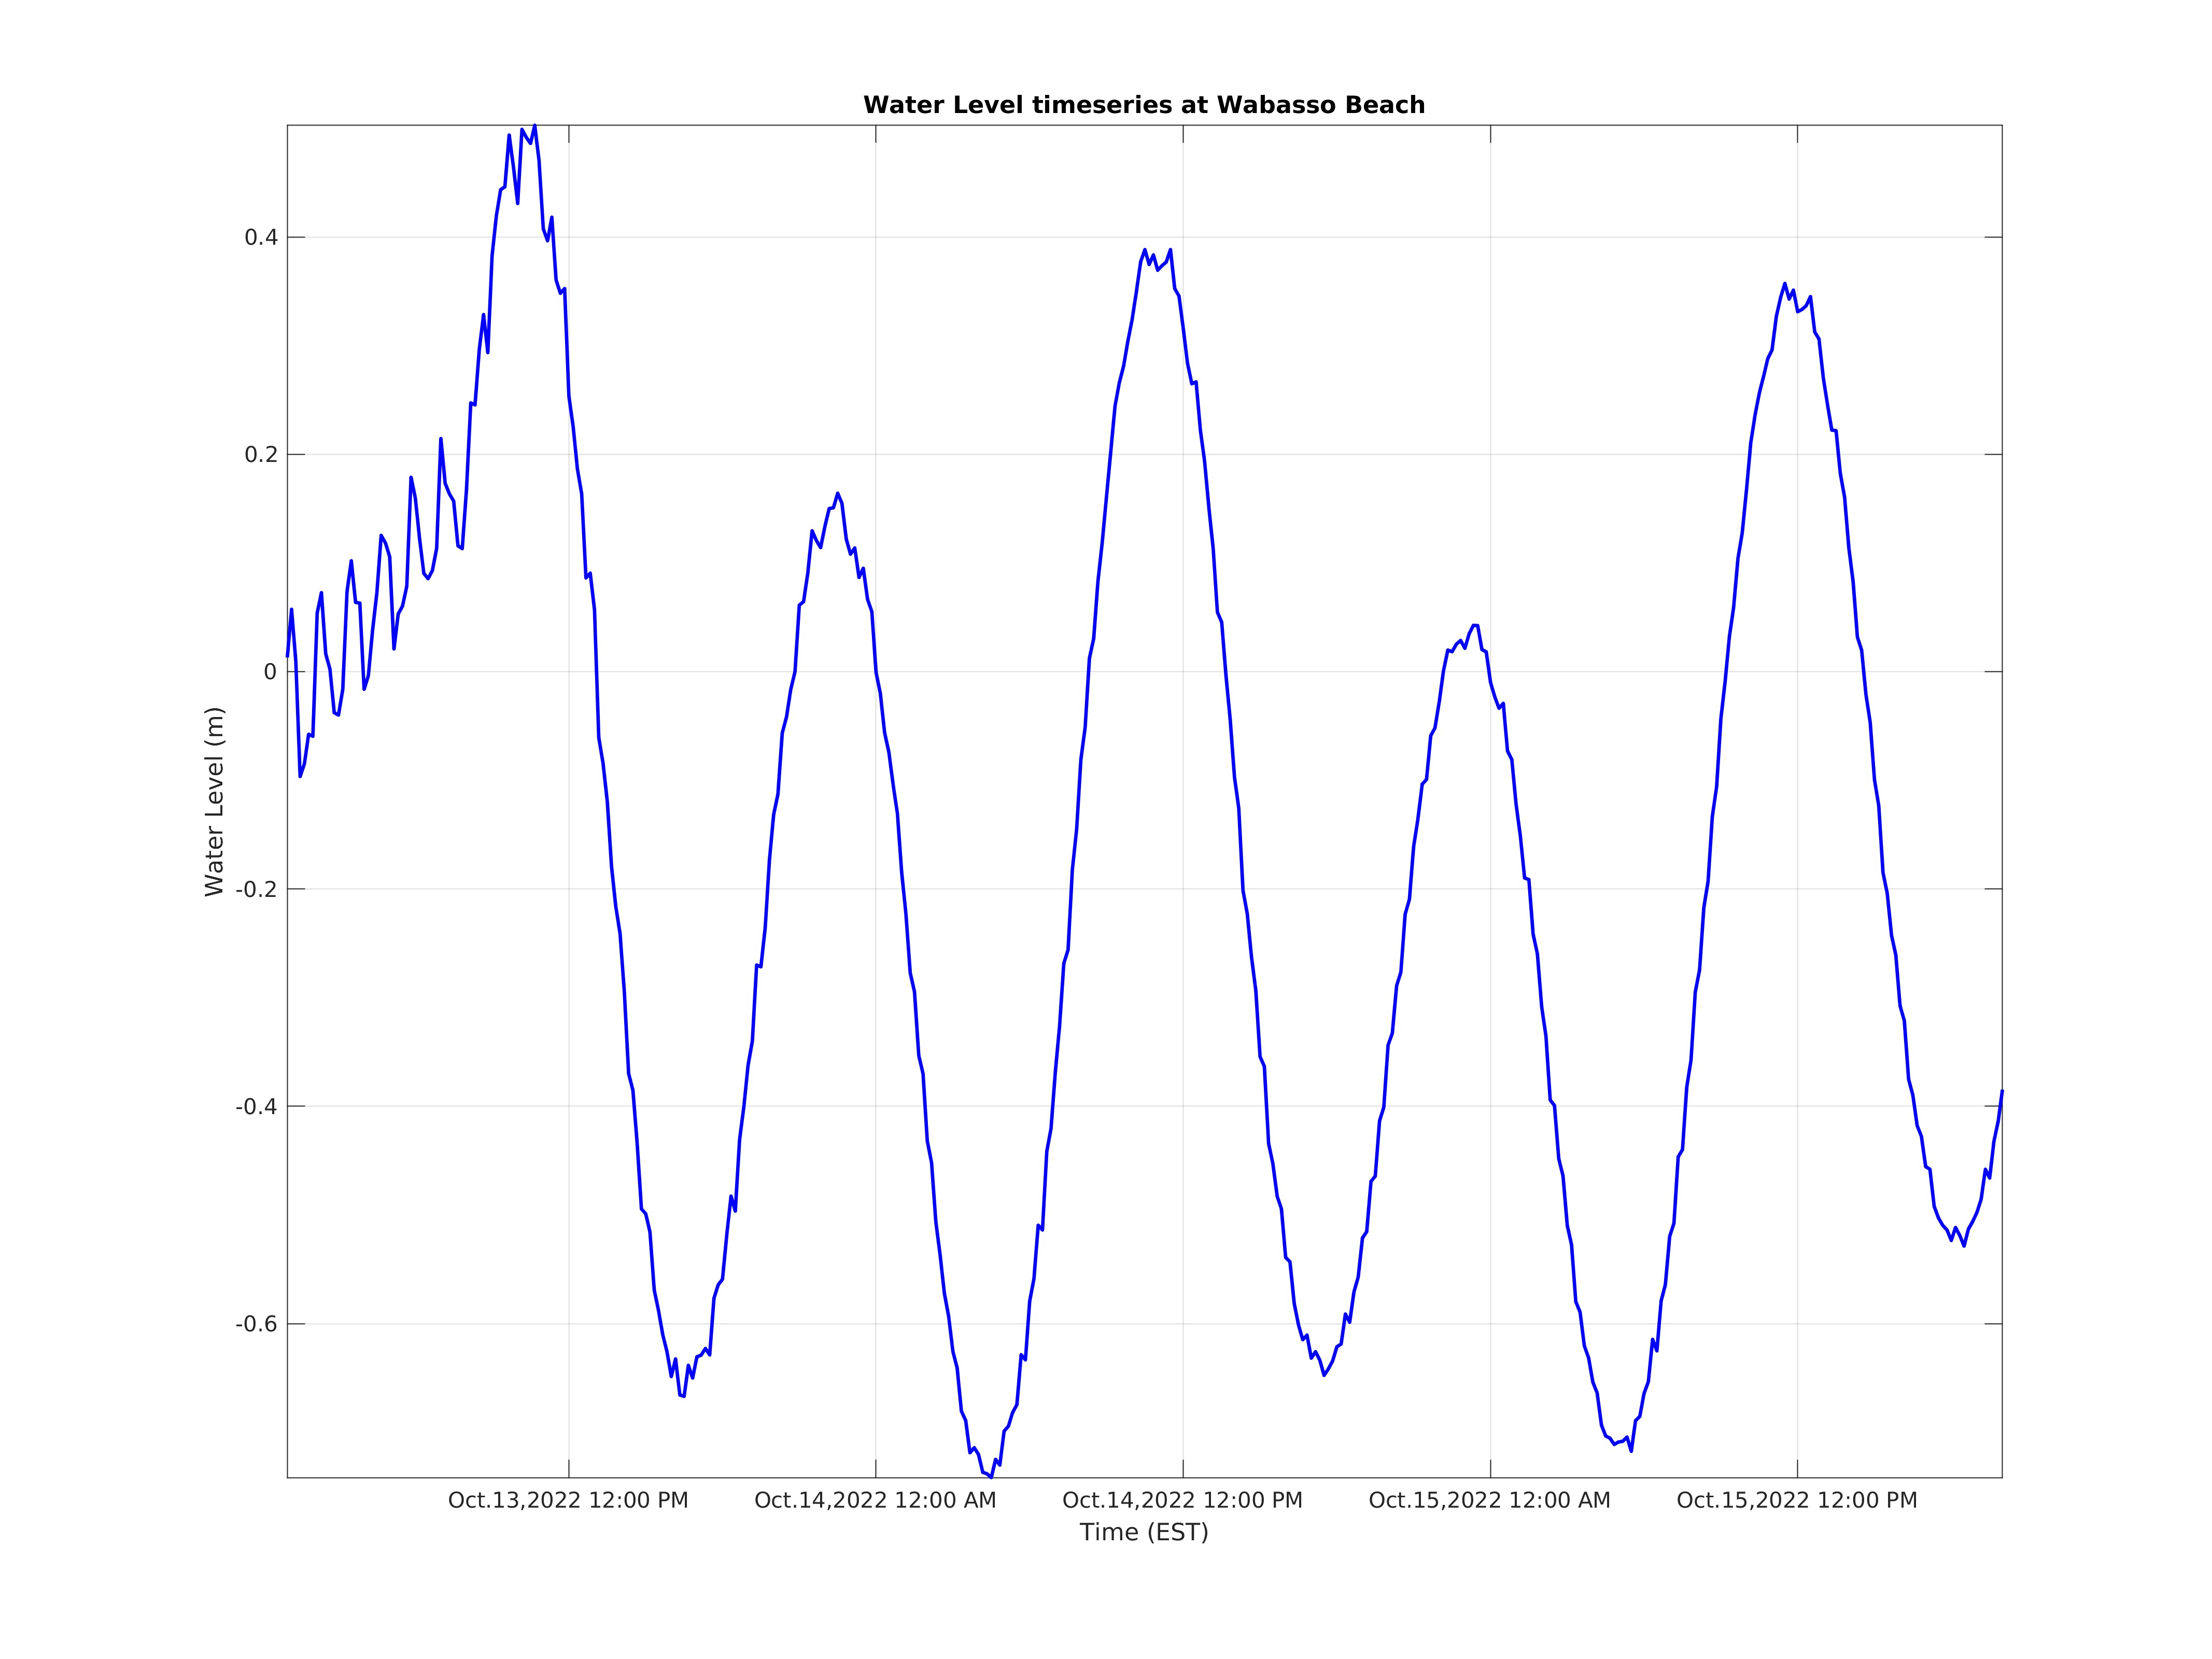 Water Level timeseries at Wabasso Beach
0.4
0.2
0
-0.2
-0.4
-0.6
Water Level (m)
Oct.13,2022 12:00 PM
Oct.14,2022 12:00 AM
Oct.14,2022 12:00 PM
Oct.15,2022 12:00 AM
Oct.15,2022 12:00 PM
Time (EST)